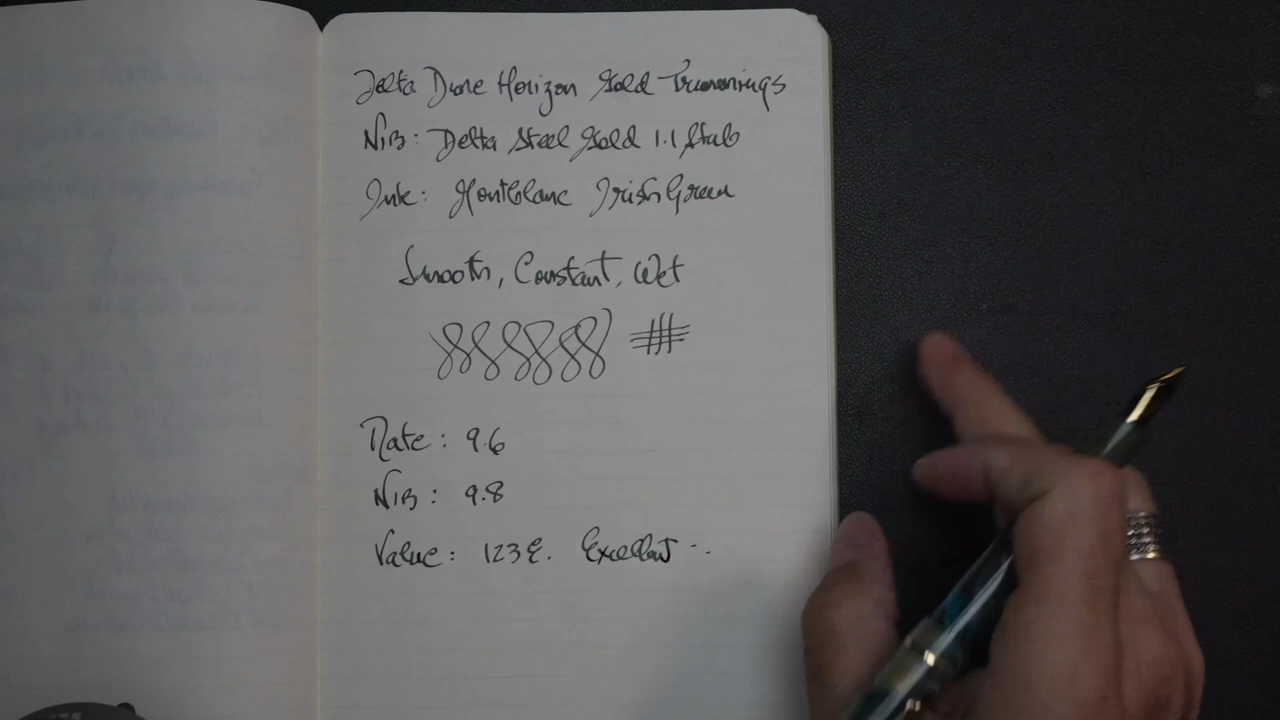 Delta Dune Horizon Gold Trimmings
Nib: Delta Steel Gold 1.1 Stub
Ink: Montblanc Irish Green
Smooth, Constant, Wet
Rate: 9.6
Nib: 9.8
Value: 123€. Excellent ..